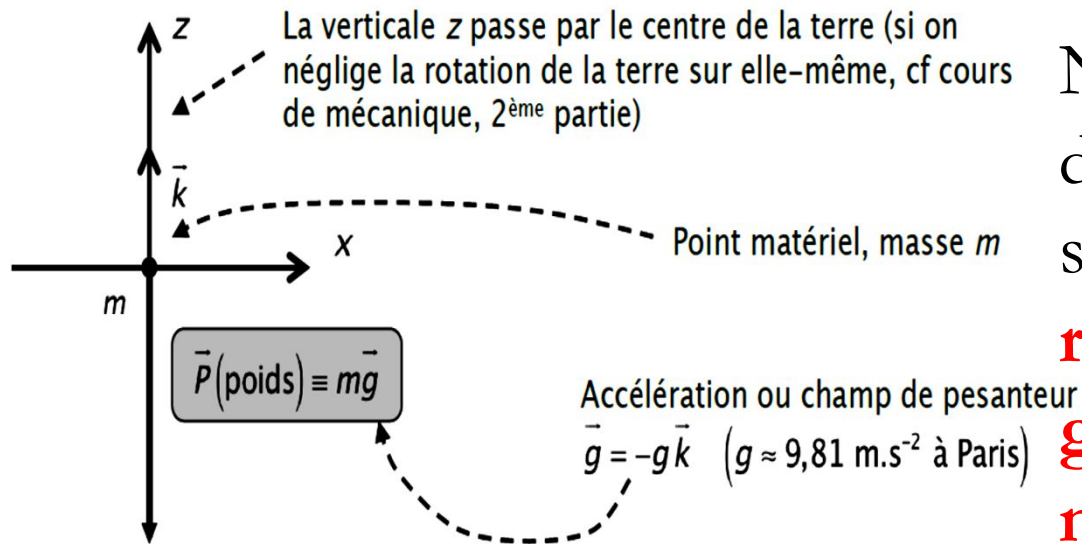 z
La verticale z passe par le centre de la terre (si on
néglige la rotation de la terre sur elle-même, cf cours
de mécanique, 2ème partie)
k⃗
x
Point matériel, masse m
m
P⃗(poids) ≡ mg⃗
Accélération ou champ de pesanteur
g⃗ = -g k⃗ (g ≈ 9,81 m.s⁻² à Paris)